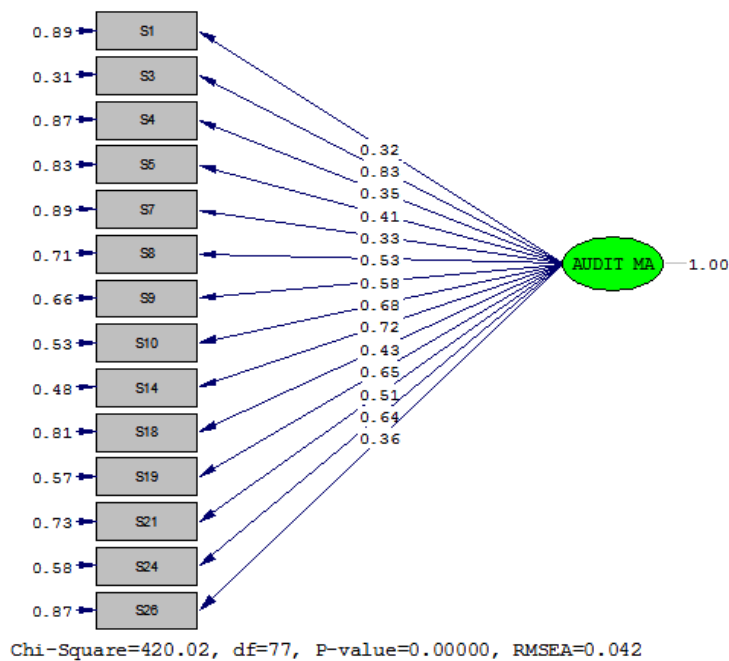 0.89 S1
0.31 S3
0.87 S4
0.83 S5
0.89 S7
0.71 S8
0.66 S9
0.53 S10
0.48 S14
0.81 S18
0.57 S19
0.73 S21
0.58 S24
0.87 S26
0.32
0.83
0.35
0.41
0.33
0.53
0.58
0.68
0.72
0.43
0.65
0.51
0.64
0.36
AUDIT MA 1.00
Chi-Square=420.02, df=77, P-value=0.00000, RMSEA=0.042